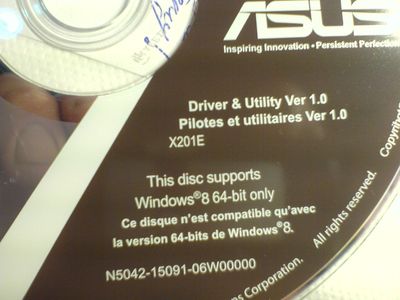 ASUS
Inspiring Innovation • Persistent Perfection
Driver & Utility Ver 1.0
Pilotes et utilitaires Ver 1.0
X201E
This disc supports
Windows®8 64-bit only
Ce disque n'est compatible qu'avec
la version 64-bits de Windows®8.
N5042-15091-06W00000
Corporation.
All rights reserved.